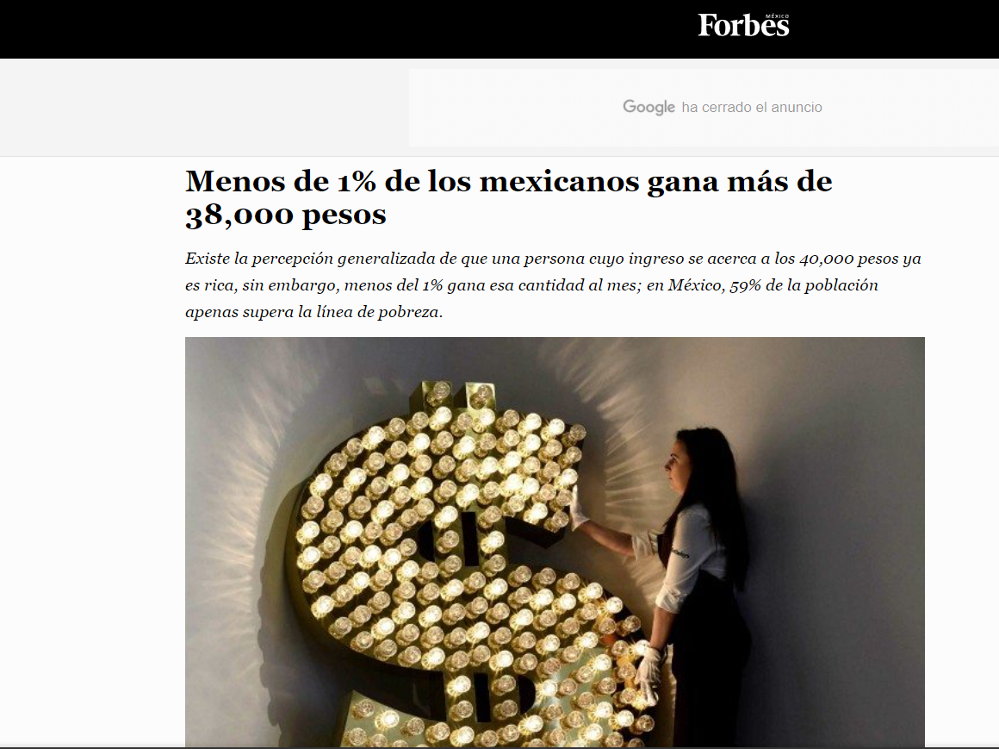 Forbes
MÉXICO
Google ha cerrado el anuncio
Menos de 1% de los mexicanos gana más de
38,000 pesos
Existe la percepción generalizada de que una persona cuyo ingreso se acerca a los 40,000 pesos ya
es rica, sin embargo, menos del 1% gana esa cantidad al mes; en México, 59% de la población
apenas supera la línea de pobreza.